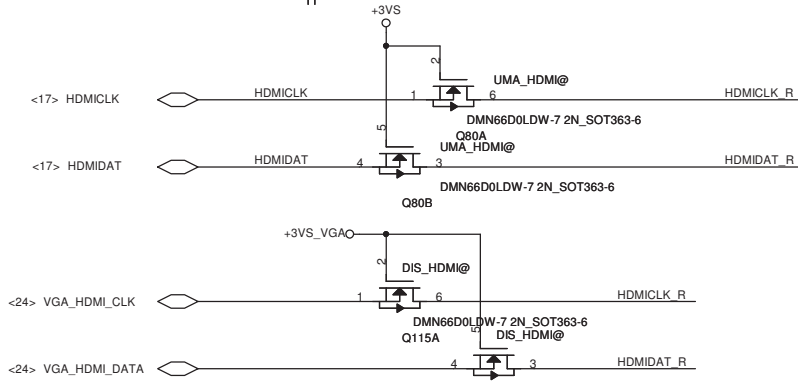 +3VS
2
UMA_HDMI@
<17> HDMICLK
HDMICLK
1
6
HDMICLK_R
DMN66D0LDW-7 2N_SOT363-6
5
Q80A
UMA_HDMI@
<17> HDMIDAT
HDMIDAT
4
3
HDMIDAT_R
DMN66D0LDW-7 2N_SOT363-6
Q80B
+3VS_VGA
2
DIS_HDMI@
<24> VGA_HDMI_CLK
1
6
HDMICLK_R
DMN66D0LDW-7 2N_SOT363-6
5
Q115A
DIS_HDMI@
<24> VGA_HDMI_DATA
4
3
HDMIDAT_R